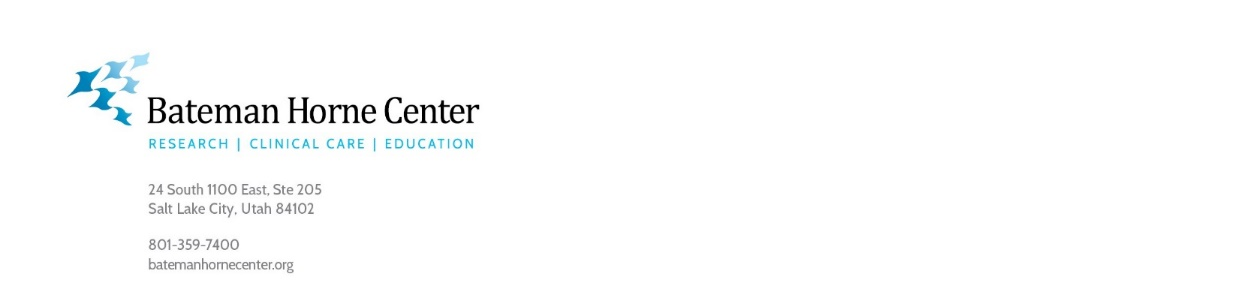 Bateman Horne Center
RESEARCH | CLINICAL CARE | EDUCATION
24 South 1100 East, Ste 205
Salt Lake City, Utah 84102
801-359-7400
batemanhornecenter.org